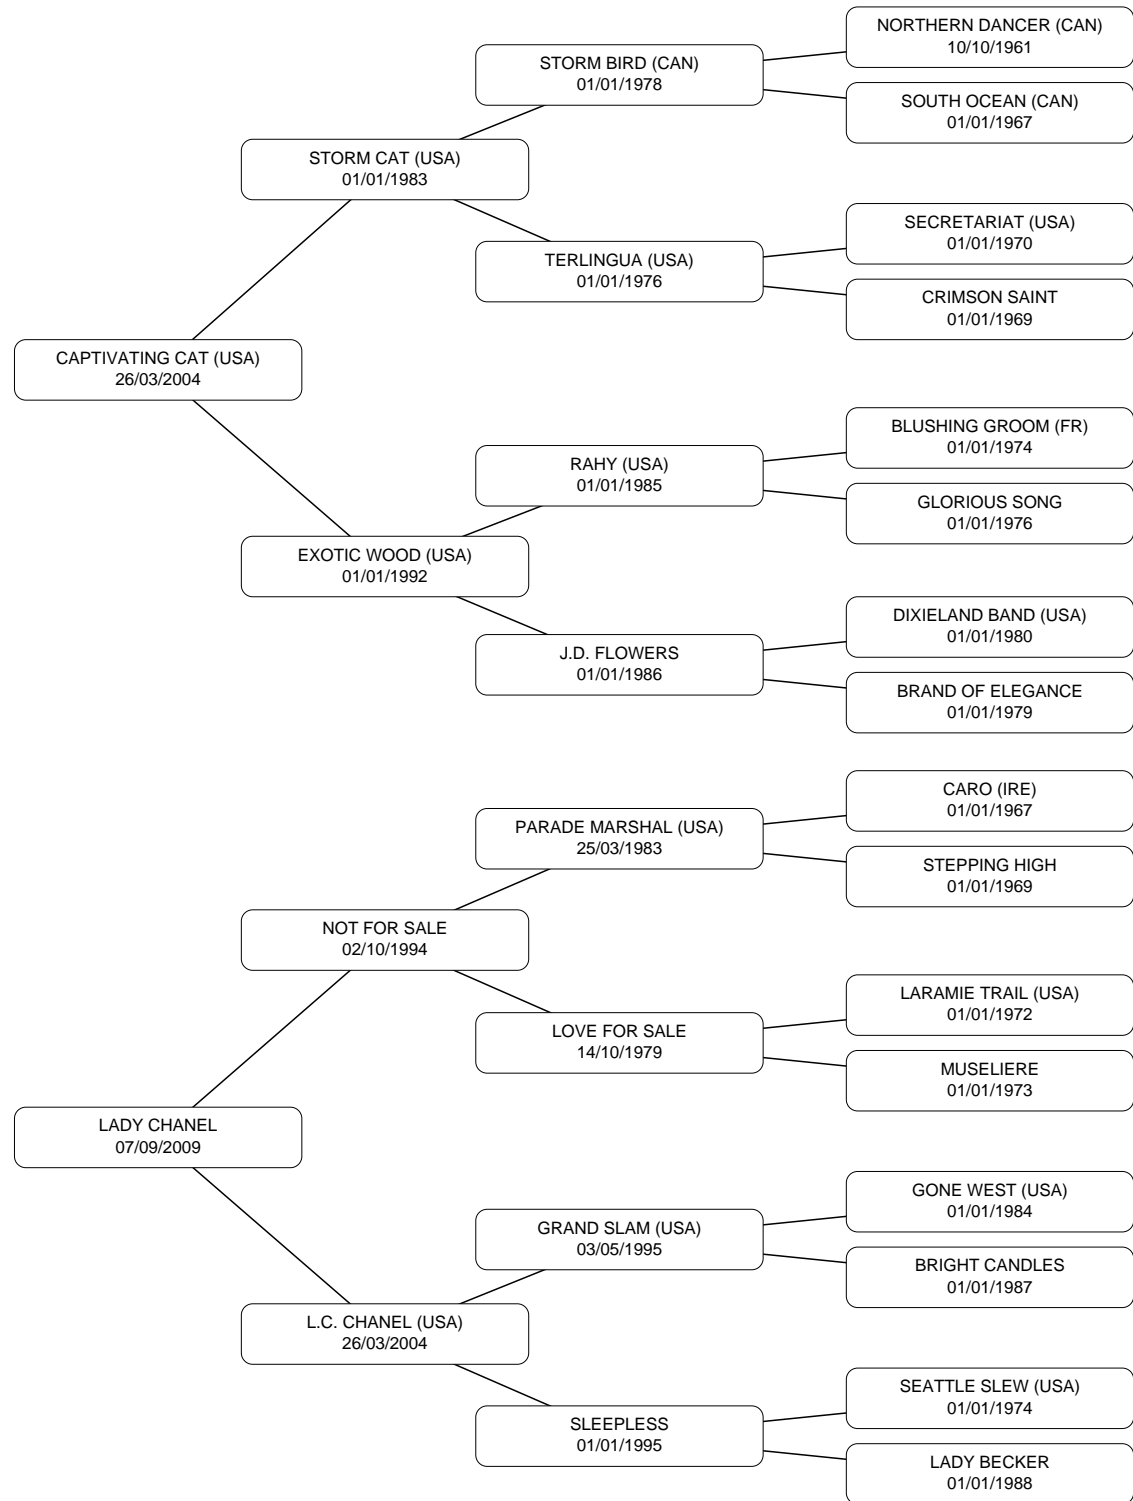 NORTHERN DANCER (CAN)
10/10/1961
STORM BIRD (CAN)
01/01/1978
SOUTH OCEAN (CAN)
01/01/1967
STORM CAT (USA)
01/01/1983
SECRETARIAT (USA)
01/01/1970
TERLINGUA (USA)
01/01/1976
CRIMSON SAINT
01/01/1969
CAPTIVATING CAT (USA)
26/03/2004
BLUSHING GROOM (FR)
01/01/1974
RAHY (USA)
01/01/1985
GLORIOUS SONG
01/01/1976
EXOTIC WOOD (USA)
01/01/1992
DIXIELAND BAND (USA)
01/01/1980
J.D. FLOWERS
01/01/1986
BRAND OF ELEGANCE
01/01/1979
CARO (IRE)
01/01/1967
PARADE MARSHAL (USA)
25/03/1983
STEPPING HIGH
01/01/1969
NOT FOR SALE
02/10/1994
LARAMIE TRAIL (USA)
01/01/1972
LOVE FOR SALE
14/10/1979
MUSELIERE
01/01/1973
LADY CHANEL
07/09/2009
GONE WEST (USA)
01/01/1984
GRAND SLAM (USA)
03/05/1995
BRIGHT CANDLES
01/01/1987
L.C. CHANEL (USA)
26/03/2004
SEATTLE SLEW (USA)
01/01/1974
SLEEPLESS
01/01/1995
LADY BECKER
01/01/1988